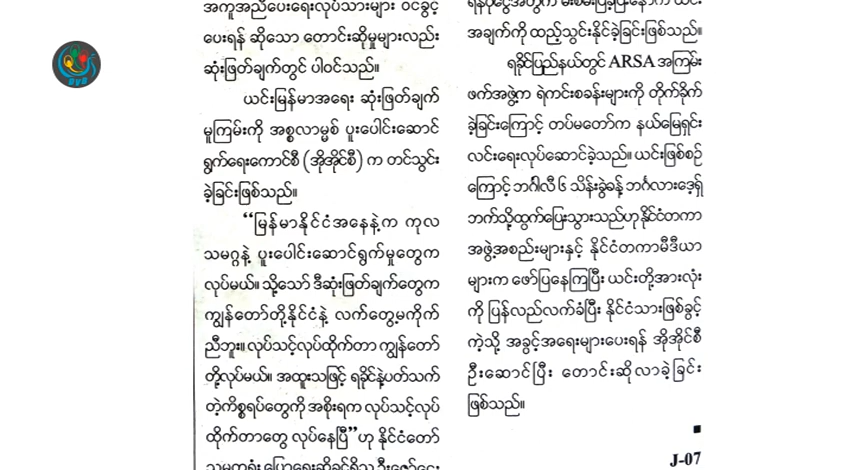 အကူအညီပေးရေးလုပ်သားများ ဝင်ခွင့်
ပေးရန် ဆိုသော တောင်းဆိုမှုများလည်း
ဆုံးဖြတ်ချက်တွင် ပါဝင်သည်။
ယင်းမြန်မာအရေး ဆုံးဖြတ်ချက်
မူကြမ်းကို အစ္စလာမ္မစ် ပူးပေါင်းဆောင်
ရွက်ရေးကောင်စီ (အိုအိုင်စီ) က တင်သွင်း
ခဲ့ခြင်းဖြစ်သည်။
“မြန်မာနိုင်ငံအနေနဲ့က ကုလ
သမဂ္ဂနဲ့ ပူးပေါင်းဆောင်ရွက်မှုတွေက
လုပ်မယ်။ သို့သော် ဒီဆုံးဖြတ်ချက်တွေက
ကျွန်တော်တို့နိုင်ငံနဲ့ လက်တွေ့မကိုက်
ညီဘူး။ လုပ်သင့်လုပ်ထိုက်တာ ကျွန်တော်
တို့လုပ်မယ်။ အထူးသဖြင့် ရခိုင်နဲ့ပတ်သက်
တဲ့ကိစ္စရပ်တွေကို အစိုးရက လုပ်သင့်လုပ်
ထိုက်တာတွေ လုပ်နေပြီ”ဟု နိုင်ငံတော်
အချက်ကို ထည့်သွင်းနိုင်ခဲ့ခြင်းဖြစ်သည်။
ရခိုင်ပြည်နယ်တွင် ARSA အကြမ်း
ဖက်အဖွဲ့က ရဲကင်းစခန်းများကို တိုက်ခိုက်
ခဲ့ခြင်းကြောင့် တပ်မတော်က နယ်မြေရှင်း
လင်းရေးလုပ်ဆောင်ခဲ့သည်။ ယင်းဖြစ်စဉ်
ကြောင့် ဘင်္ဂါလီ ၆ သိန်းခွဲခန့် ဘင်္ဂလားဒေ့ရှ်
ဘက်သို့ထွက်ပြေးသွားသည်ဟု နိုင်ငံတကာ
အဖွဲ့အစည်းများနှင့် နိုင်ငံတကာမီဒီယာ
များက ဖော်ပြနေကြပြီး ယင်းတို့အားလုံး
ကို ပြန်လည်လက်ခံပြီး နိုင်ငံသားဖြစ်ခွင့်
ကဲ့သို့ အခွင့်အရေးများပေးရန် အိုအိုင်စီ
ဦးဆောင်ပြီး တောင်းဆိုလာခဲ့ခြင်း
ဖြစ်သည်။
J-07